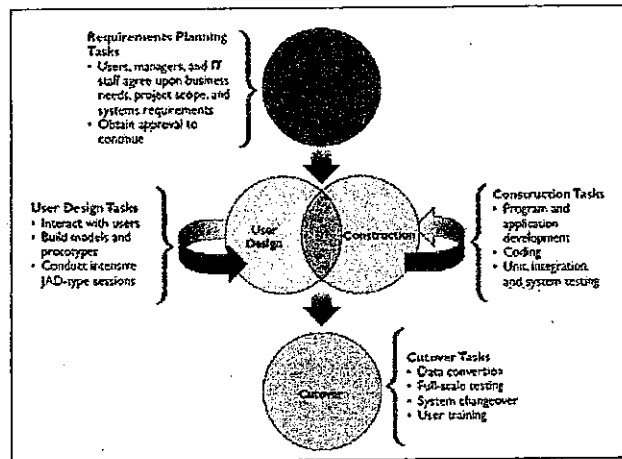 Requirements Planning
Tasks
• Users, managers, and IT
staff agree upon business
needs, project scope, and
systems requirements
• Obtain approval to
continue
User Design Tasks
• Interact with users
• Build models and
prototypes
• Conduct intensive
JAD-type sessions
User
Design
Construction
Construction Tasks
• Program and
application
development
• Coding
• Unit, integration,
and system testing
Cutover
Cutover Tasks
• Data convertion
• Full-scale testing
• System changeover
• User training